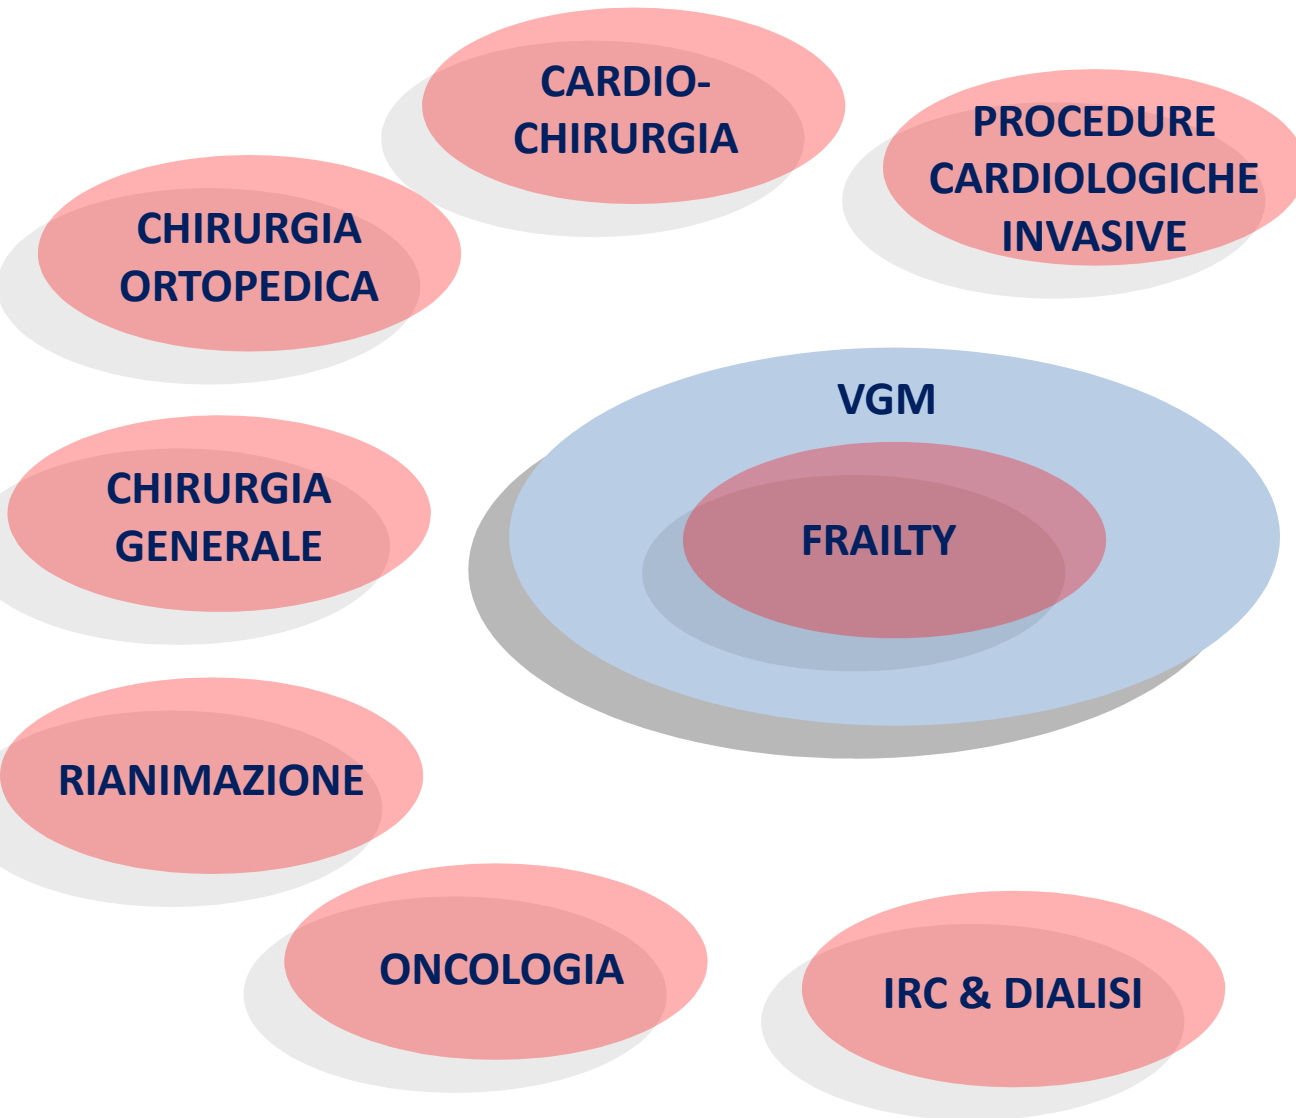 CARDIO-
CHIRURGIA
PROCEDURE
CARDIOLOGICHE
INVASIVE
CHIRURGIA
ORTOPEDICA
VGM
FRAILTY
CHIRURGIA
GENERALE
RIANIMAZIONE
ONCOLOGIA
IRC & DIALISI